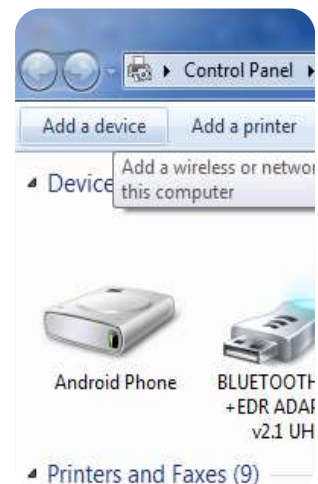 Control Panel
Add a device Add a printer
Add a wireless or networ
this computer
Device
Android Phone
BLUETOOTH
+EDR ADAP
v2.1 UH
Printers and Faxes (9)